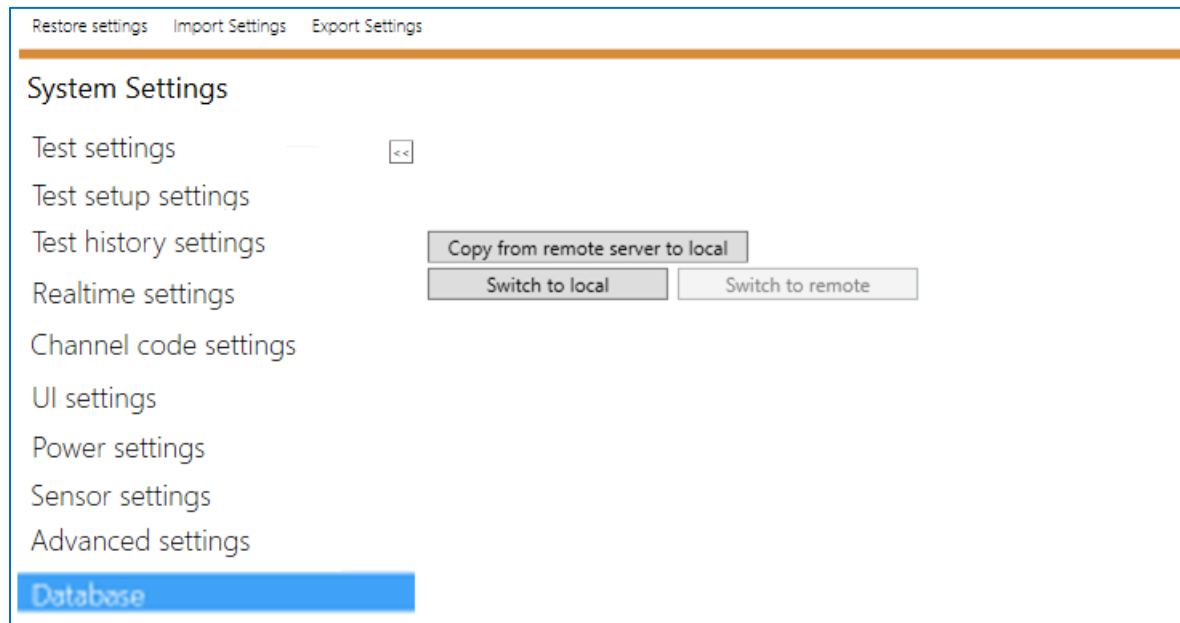 Restore settings Import Settings Export Settings
System Settings
Test settings
<<
Test setup settings
Test history settings
Copy from remote server to local
Realtime settings
Switch to local Switch to remote
Channel code settings
UI settings
Power settings
Sensor settings
Advanced settings
Database